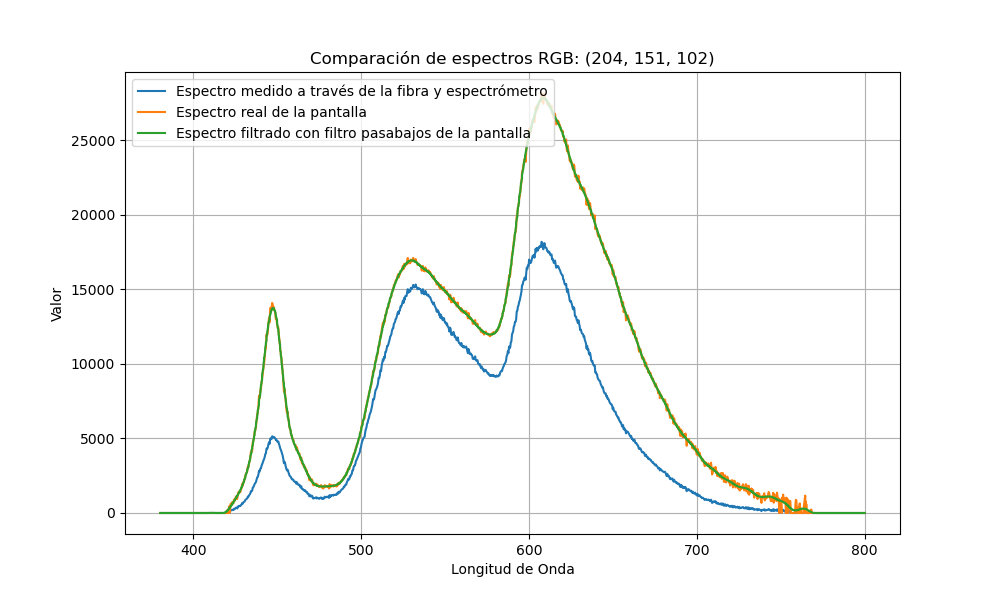 Comparación de espectros RGB: (204, 151, 102)
Espectro medido a través de la fibra y espectrómetro
Espectro real de la pantalla
Espectro filtrado con filtro pasabajos de la pantalla
Valor
25000
20000
15000
10000
5000
0
400
500
600
700
800
Longitud de Onda